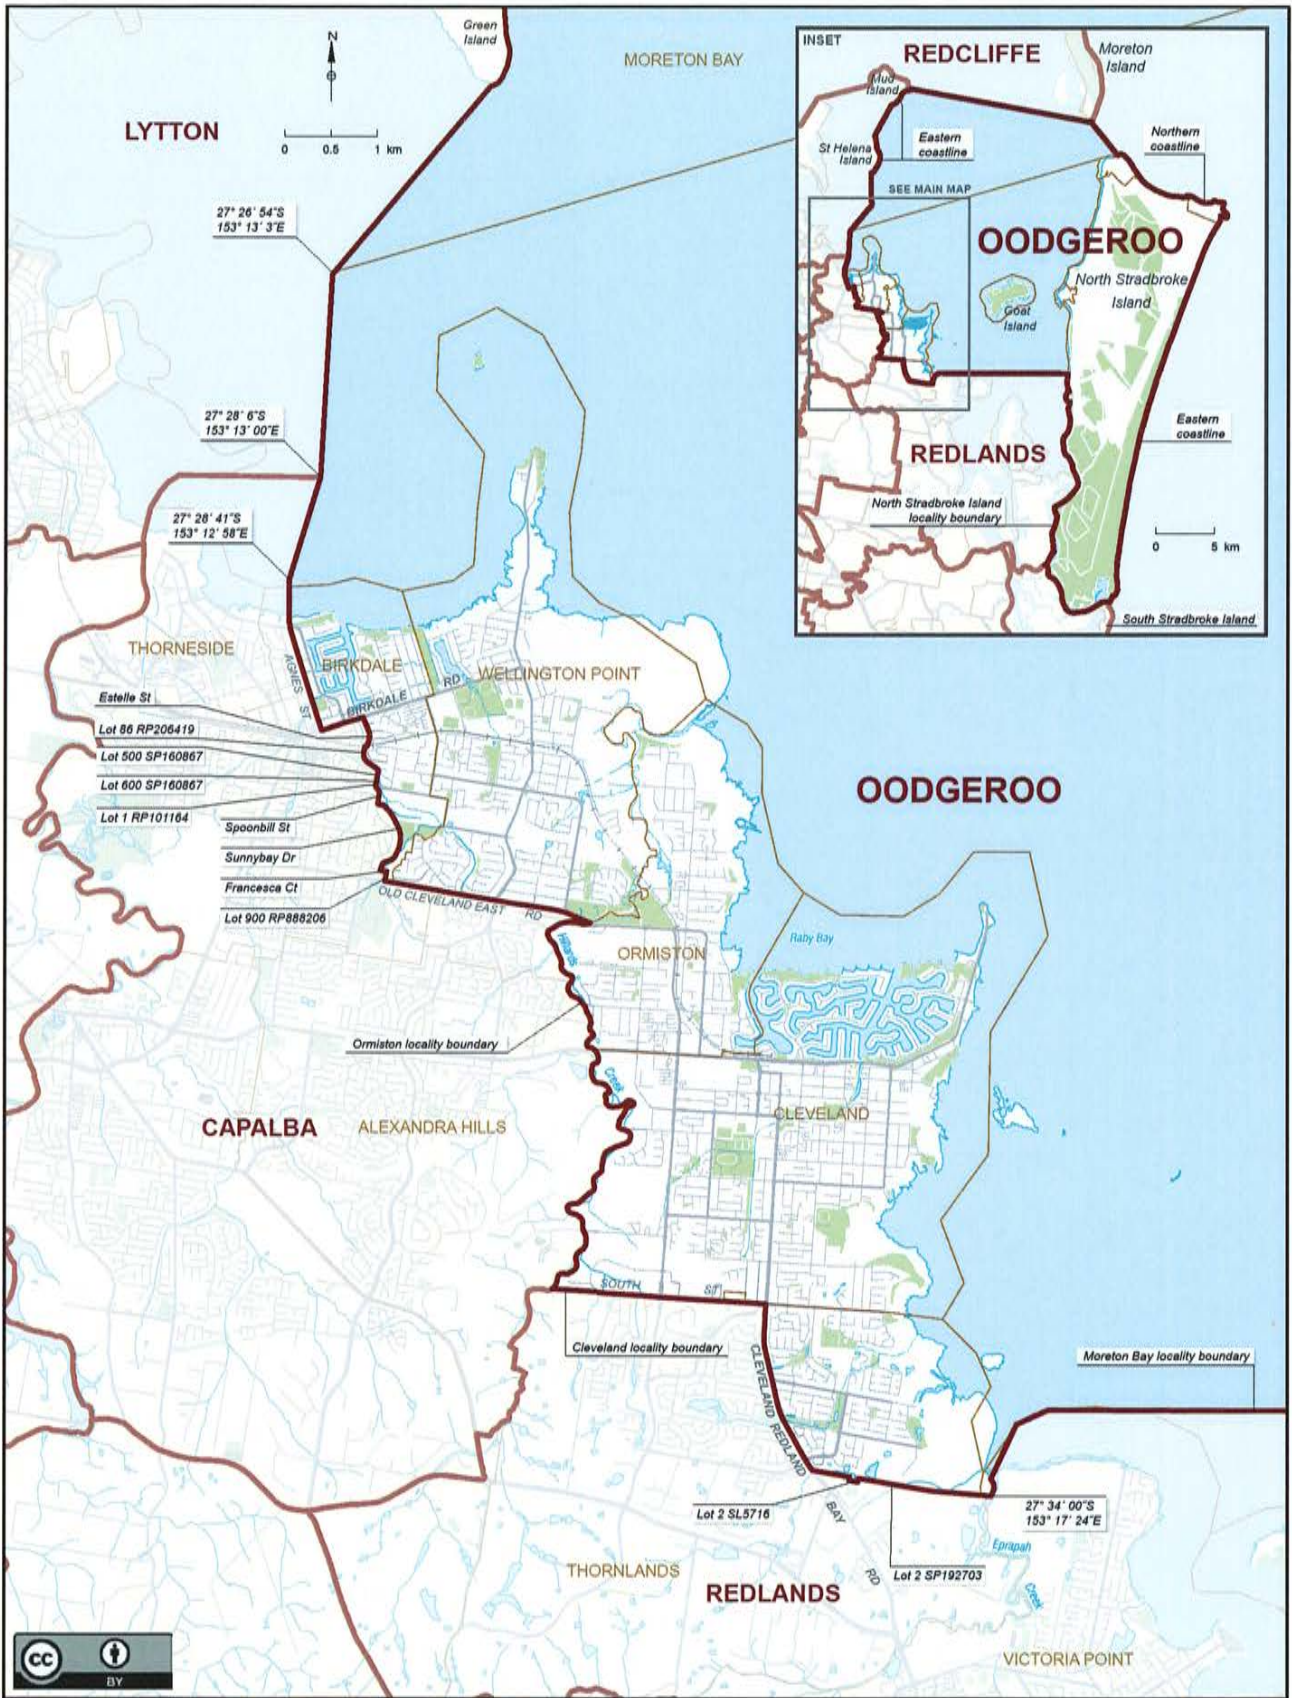 Green
Island
MORETON BAY
N
LYTTON
0 0.5 1 km
27° 26' 54"S
153° 13' 3"E
27° 28' 6"S
153° 13' 00"E
27° 28' 41"S
153° 12' 58"E
INSET
REDCLIFFE
Moreton
Island
Mud
Island
St Helena
Island
Eastern
coastline
Northern
coastline
SEE MAIN MAP
OODGEROO
North Stradbroke
Island
Goat
Island
Eastern
coastline
REDLANDS
North Stradbroke Island
locality boundary
0 5 km
South Stradbroke Island
THORNESIDE
BIRKDALE
WELLINGTON POINT
AGNES ST
BIRKDALE RD
Estelle St
Lot 86 RP206419
Lot 500 SP160867
Lot 600 SP160867
Lot 1 RP101164
Spoonbill St
Sunnybay Dr
Francesca Ct
Lot 900 RP888206
OLD CLEVELAND EAST RD
OODGEROO
Raby Bay
ORMISTON
Hilliards
Creek
Ormiston locality boundary
CAPALBA
ALEXANDRA HILLS
CLEVELAND
SOUTH ST
Cleveland locality boundary
Moreton Bay locality boundary
CLEVELAND REDLAND
BAY
RD
Lot 2 SL5716
27° 34' 00"S
153° 17' 24"E
Lot 2 SP192703
Eprapah
Creek
THORNLANDS
REDLANDS
VICTORIA POINT
cc
BY